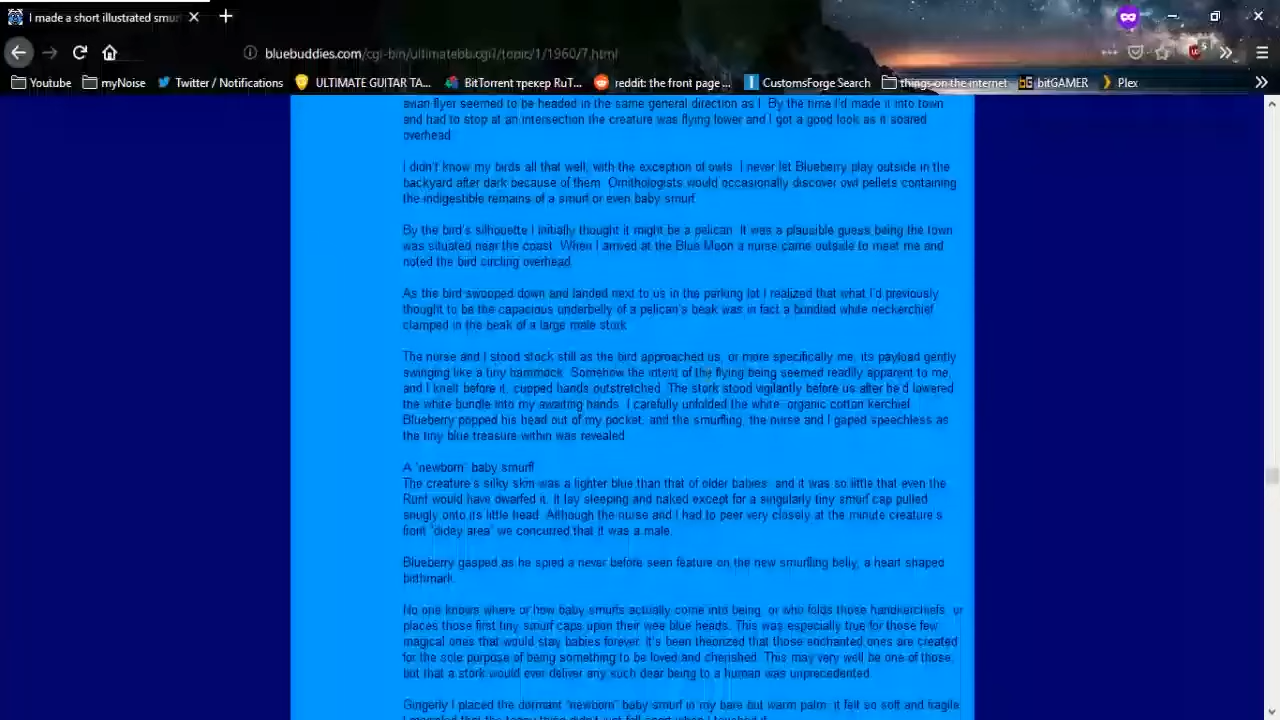 I made a short illustrated smur
bluebuddies.com/cgi-bin/ultimatebb.cgi?/topic/1/1960/7.html
Youtube myNoise Twitter / Notifications ULTIMATE GUITAR TA... BitTorrent трекер RuT... reddit: the front page ... CustomsForge Search things on the internet bitGAMER Plex
avian flyer seemed to be headed in the same general direction as I. By the time I'd made it into town
and had to stop at an intersection the creature was flying lower and I got a good look as it soared
overhead.
I didn't know my birds all that well, with the exception of owls. I never let Blueberry play outside in the
backyard after dark because of them. Ornithologists would occasionally discover owl pellets containing
the indigestible remains of a smurf or even baby smurf.
By the bird's silhouette I initially thought it might be a pelican. It was a plausible guess being the town
was situated near the coast. When I arrived at the Blue Moon a nurse came outside to meet me and
noted the bird circling overhead.
As the bird swooped down and landed next to us in the parking lot I realized that what I'd previously
thought to be the capacious underbelly of a pelican's beak was in fact a bundled white neckerchief
clamped in the beak of a large male stork.
The nurse and I stood stock still as the bird approached us, or more specifically me, its payload gently
swinging like a tiny hammock. Somehow the intent of the flying being seemed readily apparent to me,
and I knelt before it, cupped hands outstretched. The stork stood vigilantly before us after he'd lowered
the white bundle into my awaiting hands. I carefully unfolded the white, organic cotton kerchief.
Blueberry popped his head out of my pocket, and the smurfling, the nurse and I gaped speechless as
the tiny blue treasure within was revealed.
A "newborn" baby smurf!
The creature's silky skin was a lighter blue than that of older babies, and it was so little that even the
Runt would have dwarfed it. It lay sleeping and naked except for a singularly tiny smurf cap pulled
snugly onto its little head. Although the nurse and I had to peer very closely at the minute creature's
front "didey area" we concurred that it was a male.
Blueberry gasped as he spied a never before seen feature on the new smurfling belly, a heart shaped
birthmark.
No one knows where or how baby smurfs actually come into being, or who folds those handkerchiefs, or
places those first tiny smurf caps upon their wee blue heads. This was especially true for those few
magical ones that would stay babies forever. It's been theorized that those enchanted ones are created
for the sole purpose of being something to be loved and cherished. This may very well be one of those,
but that a stork would ever deliver any such dear being to a human was unprecedented.
Gingerly I placed the dormant "newborn" baby smurf in my bare but warm palm, it felt so soft and fragile